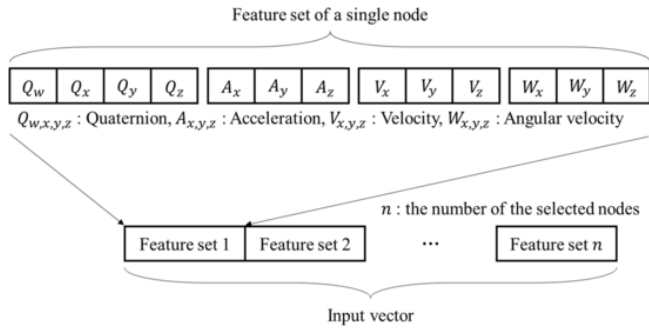 Feature set of a single node
Q_w Q_x Q_y Q_z A_x A_y A_z V_x V_y V_z W_x W_y W_z
Q_{w,x,y,z} : Quaternion, A_{x,y,z} : Acceleration, V_{x,y,z} : Velocity, W_{x,y,z} : Angular velocity
n : the number of the selected nodes
Feature set 1 Feature set 2 ... Feature set n
Input vector